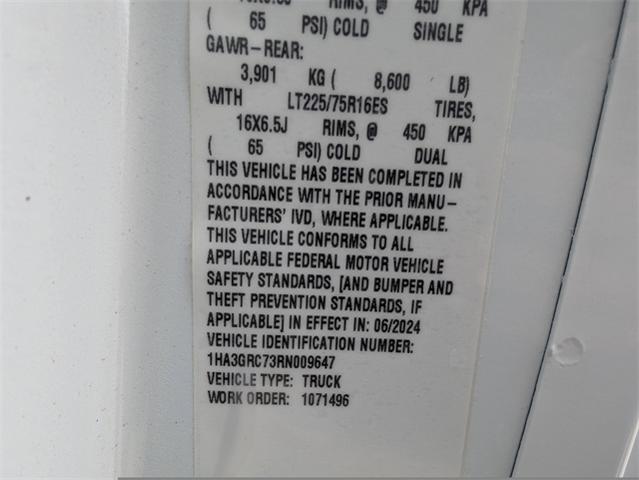 RIMS, @ 450 KPA
( 65 PSI) COLD SINGLE
GAWR-REAR:
3,901 KG ( 8,600 LB)
WITH LT225/75R16ES TIRES,
16X6.5J RIMS, @ 450 KPA
( 65 PSI) COLD DUAL
THIS VEHICLE HAS BEEN COMPLETED IN
ACCORDANCE WITH THE PRIOR MANU-
FACTURERS' IVD, WHERE APPLICABLE.
THIS VEHICLE CONFORMS TO ALL
APPLICABLE FEDERAL MOTOR VEHICLE
SAFETY STANDARDS, [AND BUMPER AND
THEFT PREVENTION STANDARDS, IF
APPLICABLE] IN EFFECT IN: 06/2024
VEHICLE IDENTIFICATION NUMBER:
1HA3GRC73RN009647
VEHICLE TYPE: TRUCK
WORK ORDER: 1071496